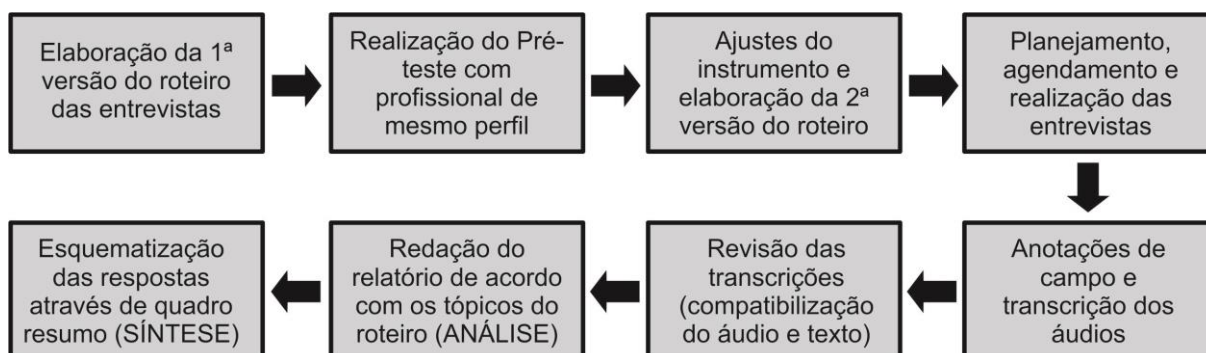 Elaboração da 1ª
versão do roteiro
das entrevistas
Realização do Pré-
teste com
profissional de
mesmo perfil
Ajustes do
instrumento e
elaboração da 2ª
versão do roteiro
Planejamento,
agendamento e
realização das
entrevistas
Anotações de
campo e
transcrição dos
áudios
Revisão das
transcrições
(compatibilização
do áudio e texto)
Redação do
relatório de acordo
com os tópicos do
roteiro (ANÁLISE)
Esquematização
das respostas
através de quadro
resumo (SÍNTESE)